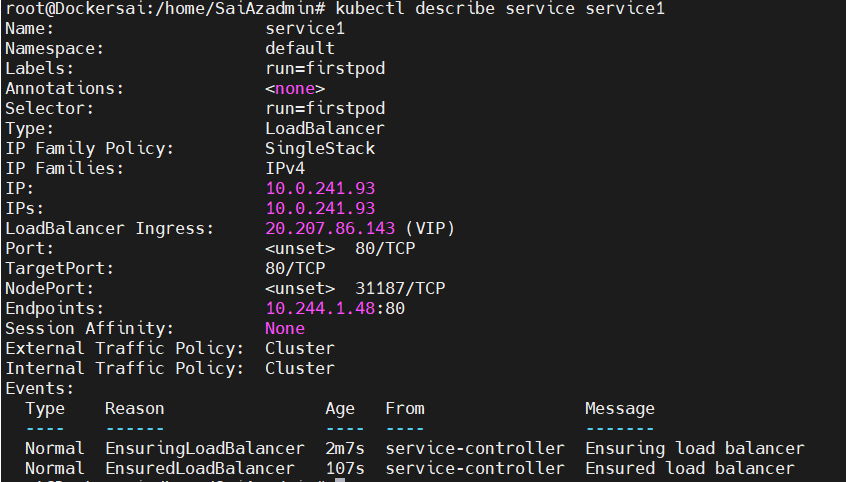 root@Dockersai:/home/SaiAzadmin# kubectl describe service service1
Name:                     service1
Namespace:                default
Labels:                   run=firstpod
Annotations:              <none>
Selector:                 run=firstpod
Type:                     LoadBalancer
IP Family Policy:         SingleStack
IP Families:              IPv4
IP:                       10.0.241.93
IPs:                      10.0.241.93
LoadBalancer Ingress:     20.207.86.143 (VIP)
Port:                     <unset>  80/TCP
TargetPort:               80/TCP
NodePort:                 <unset>  31187/TCP
Endpoints:                10.244.1.48:80
Session Affinity:         None
External Traffic Policy:  Cluster
Internal Traffic Policy:  Cluster
Events:
  Type    Reason                Age   From                Message
  ----    ------                ----  ----                -------
  Normal  EnsuringLoadBalancer  2m7s  service-controller  Ensuring load balancer
  Normal  EnsuredLoadBalancer   107s  service-controller  Ensured load balancer